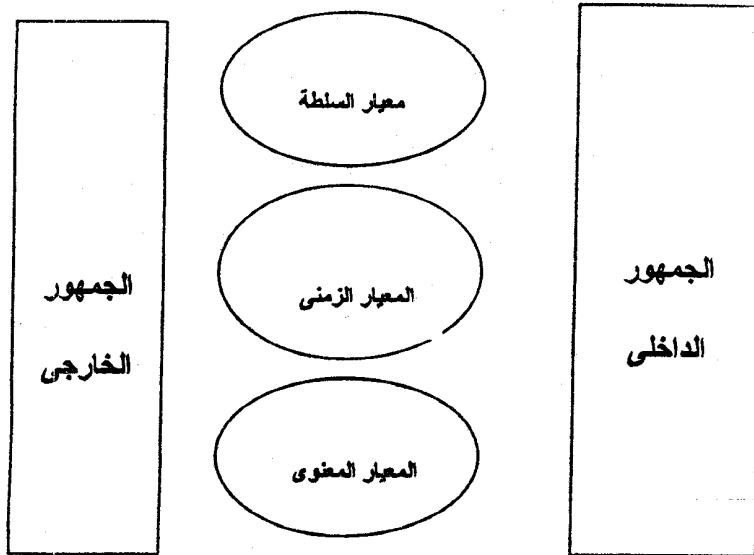 الجمهور
الداخلى
معيار السلطة
المعيار الزمنى
المعيار المعنوى
الجمهور
الخارجى